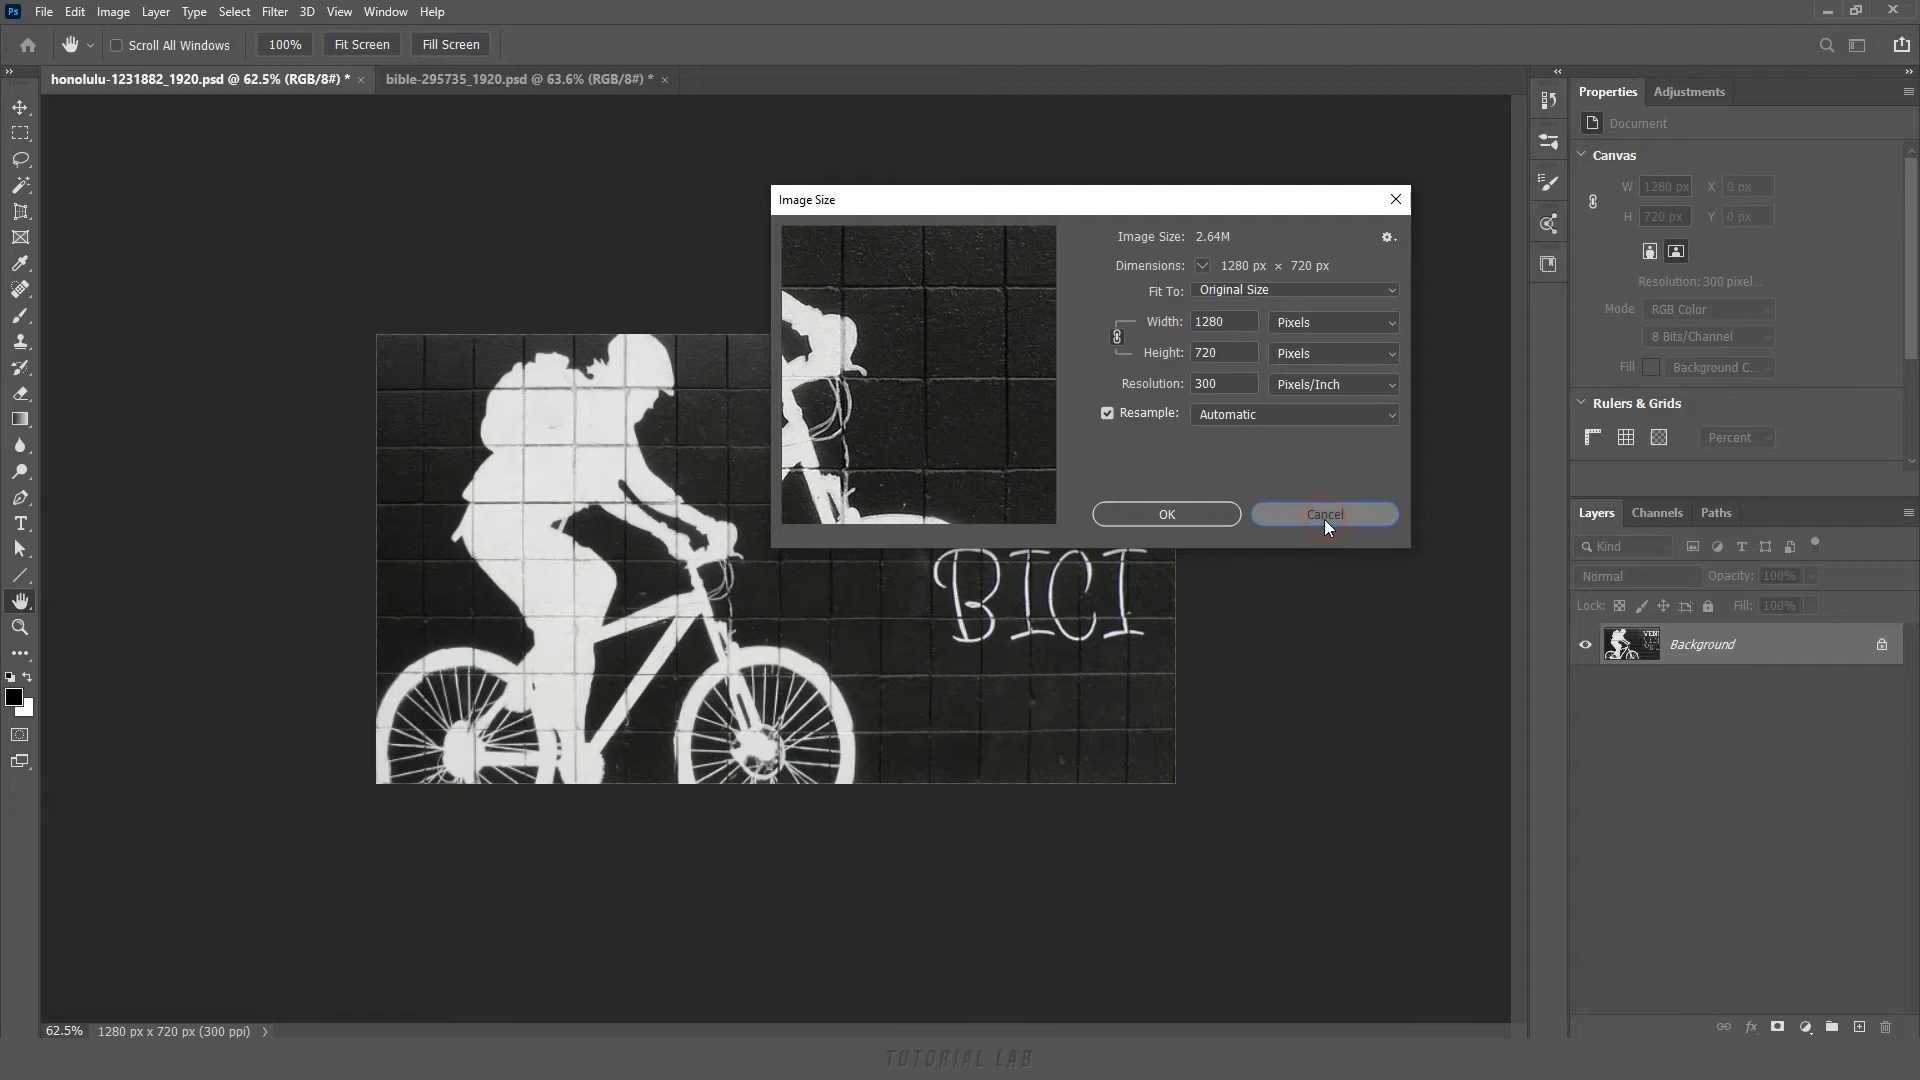 Ps File Edit Image Layer Type Select Filter 3D View Window Help
Scroll All Windows 100% Fit Screen Fill Screen
honolulu-1231882_1920.psd @ 62.5% (RGB/8#) * × bible-295735_1920.psd @ 63.6% (RGB/8#) * ×
Image Size
Image Size: 2.64M
Dimensions: 1280 px × 720 px
Fit To: Original Size
Width: 1280 Pixels
Height: 720 Pixels
Resolution: 300 Pixels/Inch
Resample: Automatic
OK Cancel
BICI
Properties Adjustments
Document
Canvas
W 1280 px X 0 px
H 720 px Y 0 px
Resolution: 300 pixel...
Mode RGB Color
8 Bits/Channel
Fill Background C...
Rulers & Grids
Percent
Layers Channels Paths
Kind
Normal Opacity: 100%
Lock: Fill: 100%
Background
62.5% 1280 px x 720 px (300 ppi)
TUTORIAL LAB